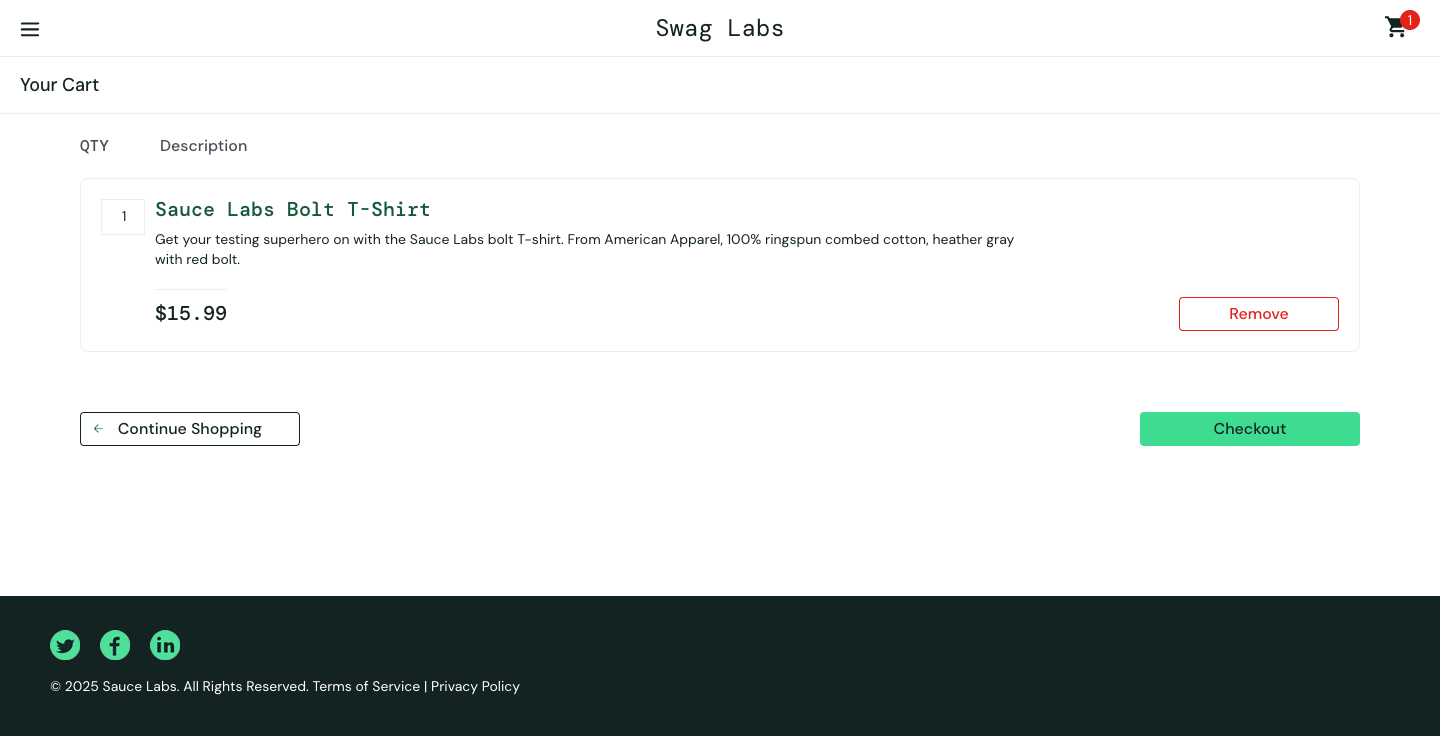 Swag Labs
1
Your Cart
QTY Description
1
Sauce Labs Bolt T-Shirt
Get your testing superhero on with the Sauce Labs bolt T-shirt. From American Apparel, 100% ringspun combed cotton, heather gray
with red bolt.
$15.99
Remove
Continue Shopping
Checkout
© 2025 Sauce Labs. All Rights Reserved. Terms of Service | Privacy Policy